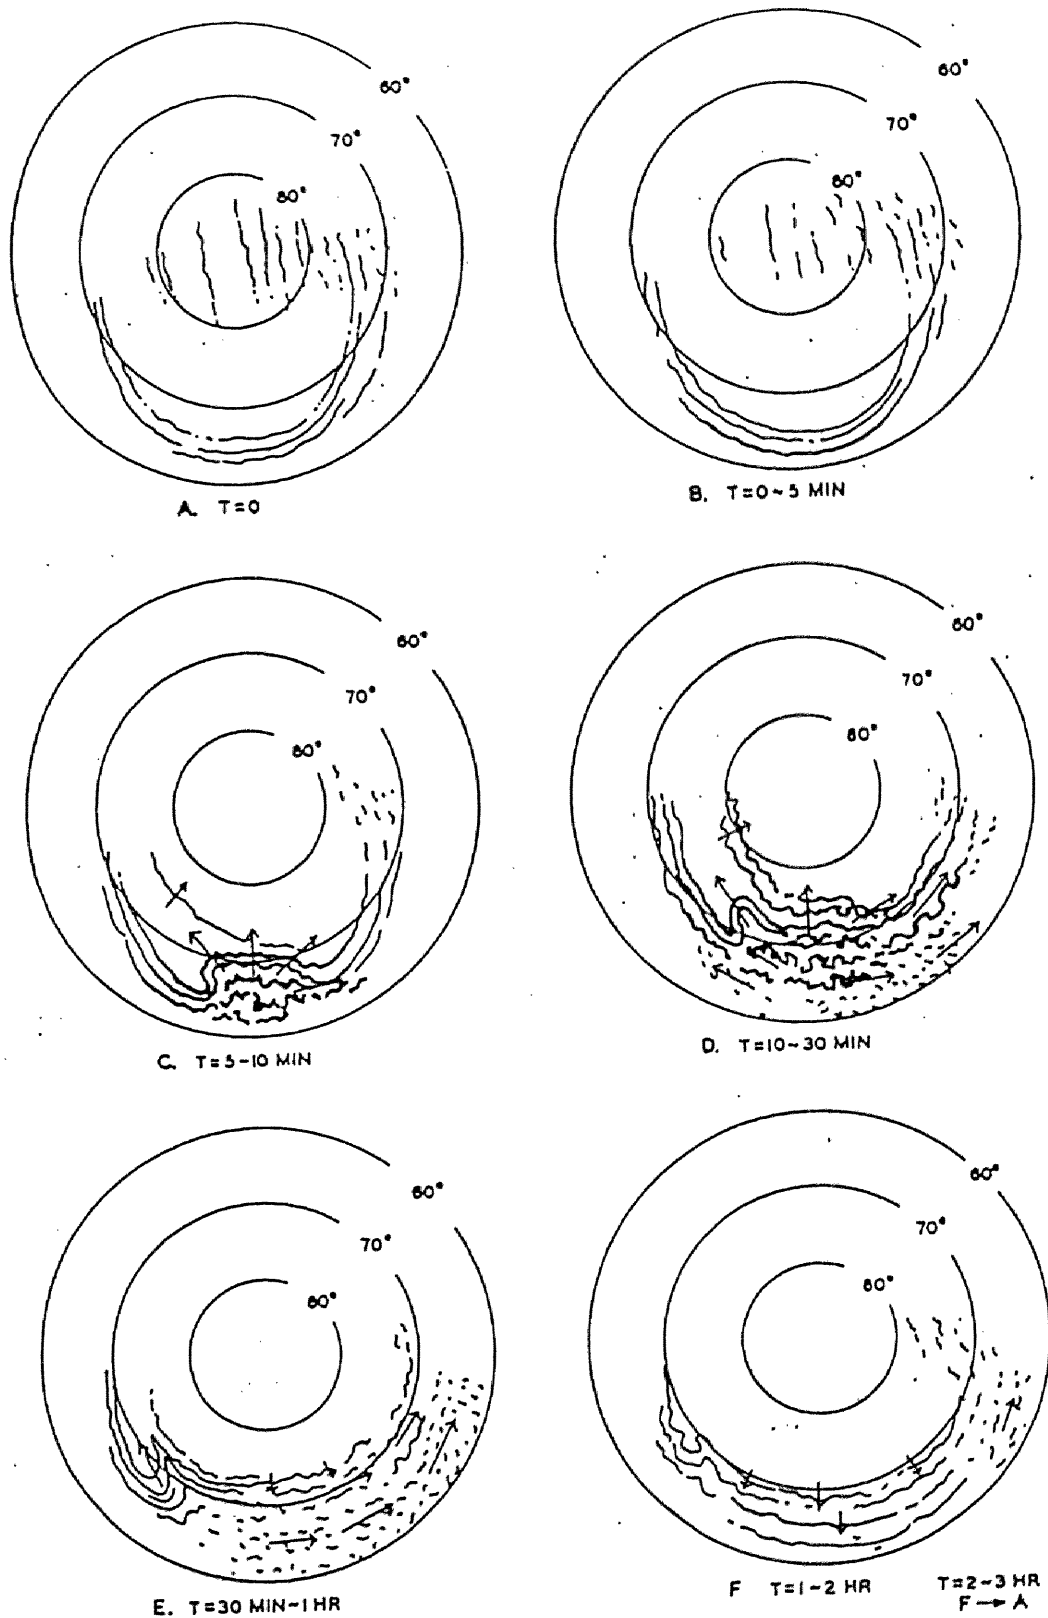 60°
70°
80°
A. T=0
60°
70°
80°
B. T=0~5 MIN
60°
70°
80°
C. T=5-10 MIN
60°
70°
80°
D. T=10~30 MIN
60°
70°
80°
E. T=30 MIN~1 HR
60°
70°
80°
F T=1~2 HR
T=2~3 HR
F → A